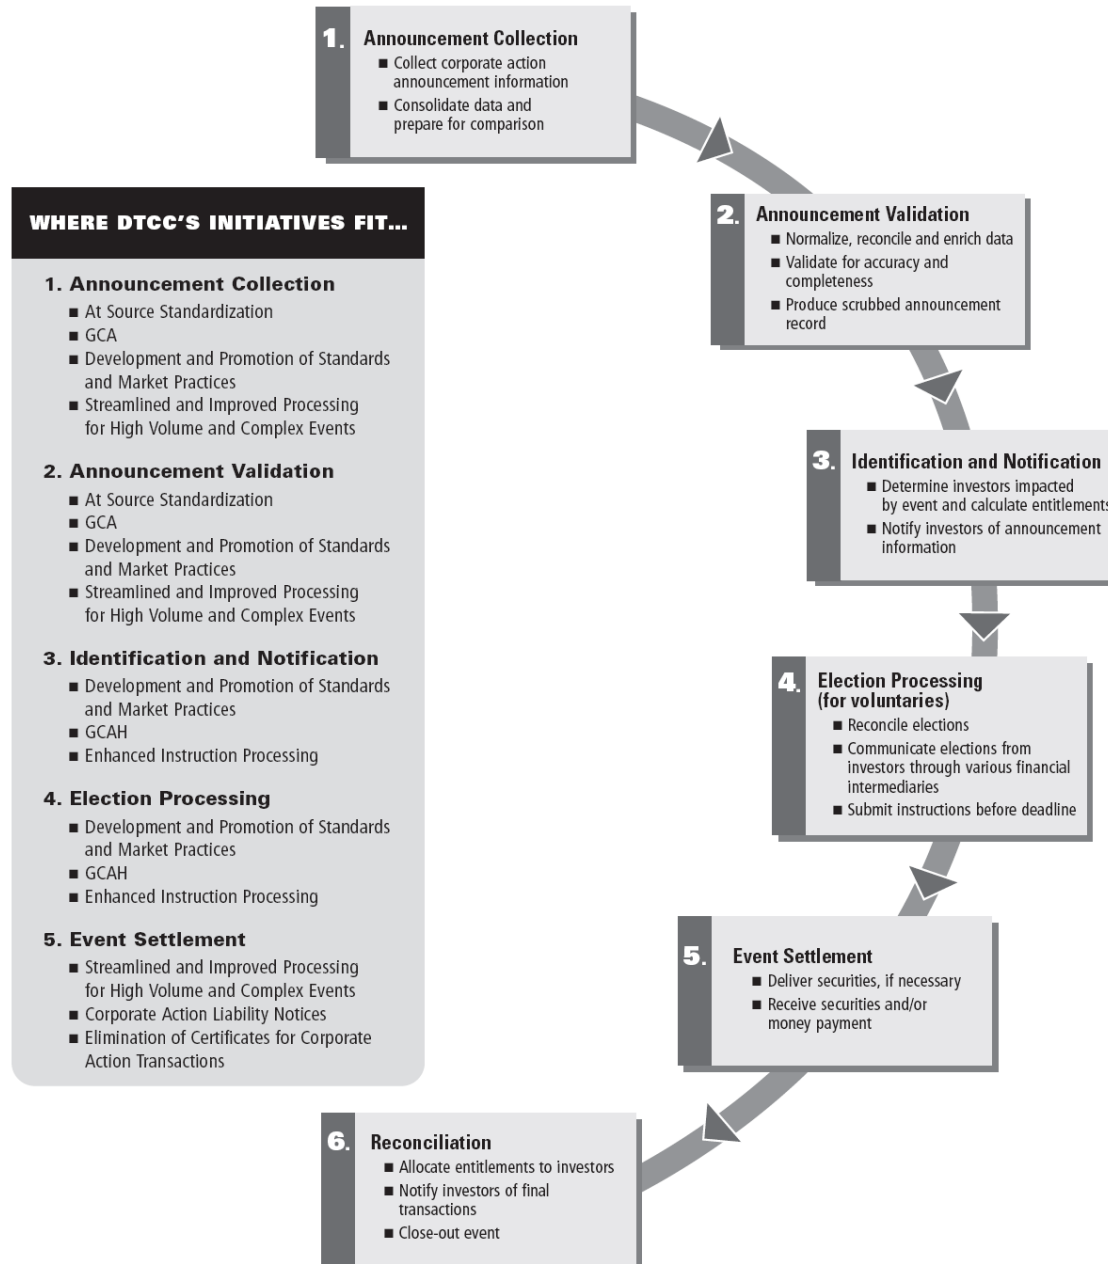 1. Announcement Collection
■ Collect corporate action
announcement information
■ Consolidate data and
prepare for comparison
2. Announcement Validation
■ Normalize, reconcile and enrich data
■ Validate for accuracy and
completeness
■ Produce scrubbed announcement
record
3. Identification and Notification
■ Determine investors impacted
by event and calculate entitlements
■ Notify investors of announcement
information
4. Election Processing
(for voluntaries)
■ Reconcile elections
■ Communicate elections from
investors through various financial
intermediaries
■ Submit instructions before deadline
5. Event Settlement
■ Deliver securities, if necessary
■ Receive securities and/or
money payment
6. Reconciliation
■ Allocate entitlements to investors
■ Notify investors of final
transactions
■ Close-out event
WHERE DTCC'S INITIATIVES FIT...
1. Announcement Collection
■ At Source Standardization
■ GCA
■ Development and Promotion of Standards
and Market Practices
■ Streamlined and Improved Processing
for High Volume and Complex Events
2. Announcement Validation
■ At Source Standardization
■ GCA
■ Development and Promotion of Standards
and Market Practices
■ Streamlined and Improved Processing
for High Volume and Complex Events
3. Identification and Notification
■ Development and Promotion of Standards
and Market Practices
■ GCAH
■ Enhanced Instruction Processing
4. Election Processing
■ Development and Promotion of Standards
and Market Practices
■ GCAH
■ Enhanced Instruction Processing
5. Event Settlement
■ Streamlined and Improved Processing
for High Volume and Complex Events
■ Corporate Action Liability Notices
■ Elimination of Certificates for Corporate
Action Transactions